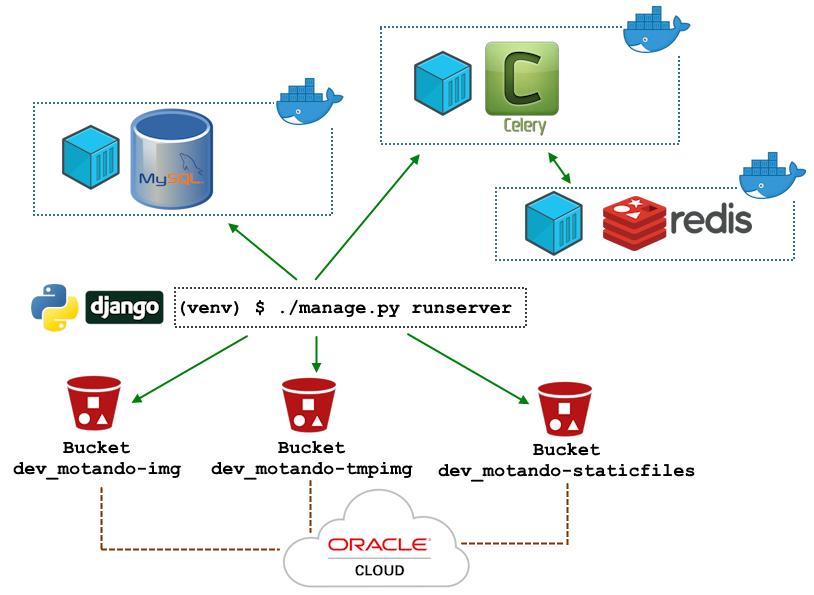 C
Celery
MySQL
redis
django
(venv) $ ./manage.py runserver
Bucket
dev_motando-img
Bucket
dev_motando-tmpimg
Bucket
dev_motando-staticfiles
ORACLE
CLOUD